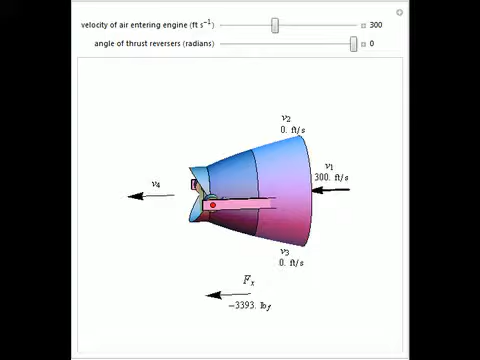 velocity of air entering engine (ft s⁻¹) 300
angle of thrust reversers (radians) 0
v₂
0. ft/s
v₁
300. ft/s
v₄
v₃
0. ft/s
Fₓ
−3393. lb_f